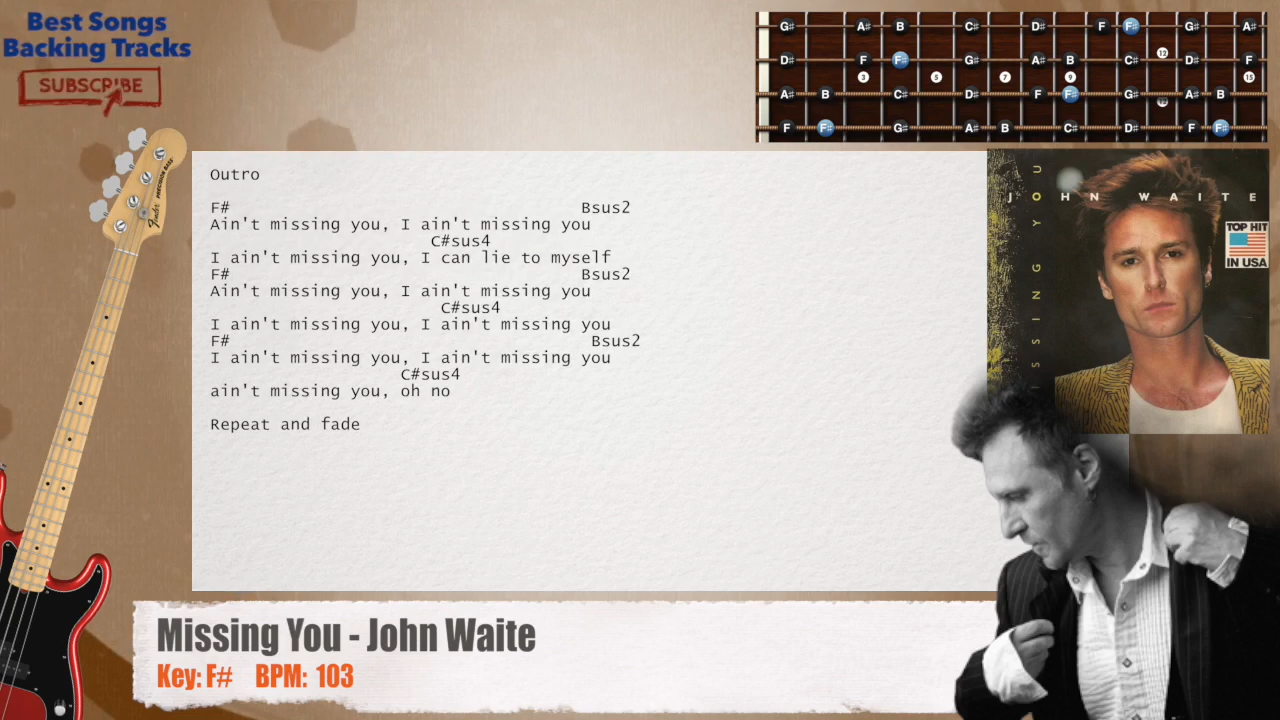 Best Songs
Backing Tracks
SUBSCRIBE
G# A# B C# D# F F# G# A#
D# F F# G# A# B C# D# F
A# B C# D# F F# G# A# B
F F# G# A# B C# D# F F#
3 5 7 9 12 15
Fender PRECISION BASS
Outro
F# Bsus2
Ain't missing you, I ain't missing you
C#sus4
I ain't missing you, I can lie to myself
F# Bsus2
Ain't missing you, I ain't missing you
C#sus4
I ain't missing you, I ain't missing you
F# Bsus2
I ain't missing you, I ain't missing you
C#sus4
ain't missing you, oh no
Repeat and fade
JOHN WAITE
MISSING YOU
TOP HIT
IN USA
Missing You - John Waite
Key: F# BPM: 103